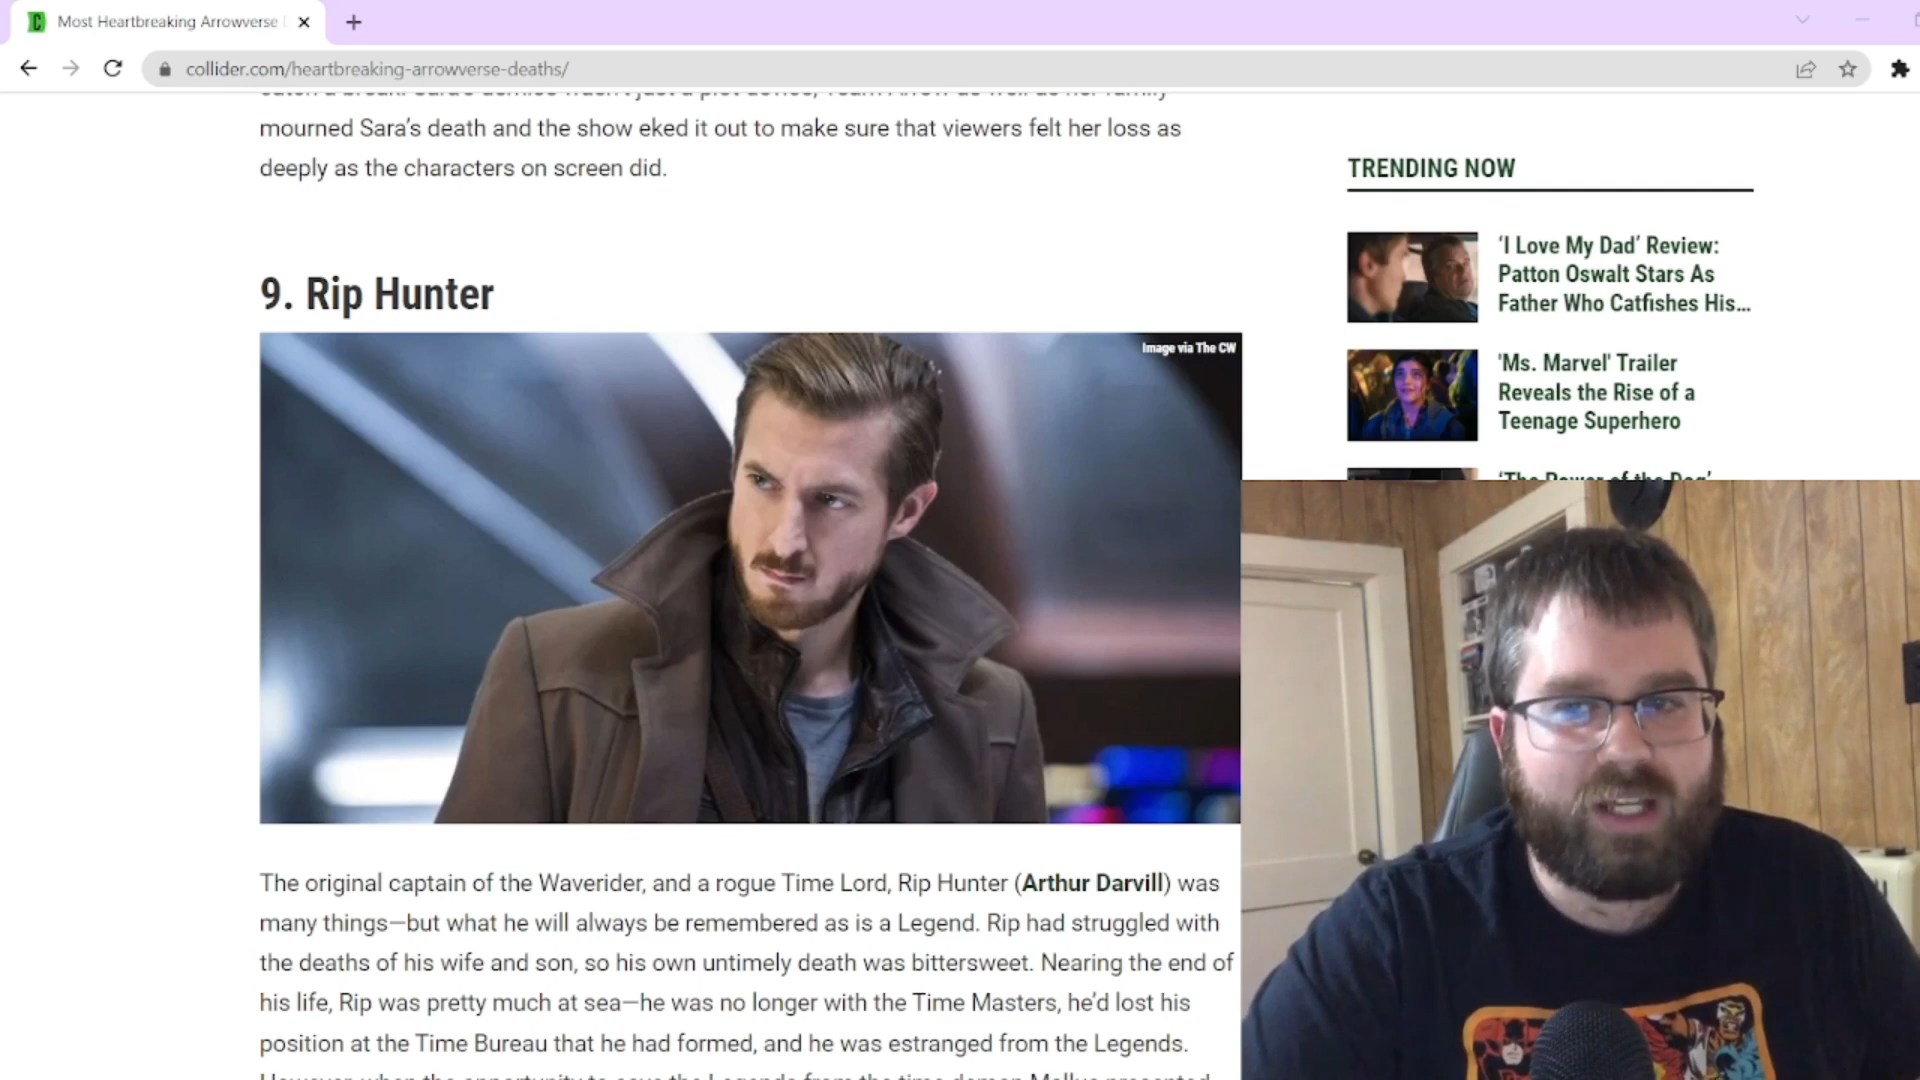 Most Heartbreaking Arrowverse
collider.com/heartbreaking-arrowverse-deaths/
mourned Sara's death and the show eked it out to make sure that viewers felt her loss as
deeply as the characters on screen did.
9. Rip Hunter
Image via The CW
The original captain of the Waverider, and a rogue Time Lord, Rip Hunter (Arthur Darvill) was
many things—but what he will always be remembered as is a Legend. Rip had struggled with
the deaths of his wife and son, so his own untimely death was bittersweet. Nearing the end of
his life, Rip was pretty much at sea—he was no longer with the Time Masters, he'd lost his
position at the Time Bureau that he had formed, and he was estranged from the Legends.
TRENDING NOW
‘I Love My Dad’ Review:
Patton Oswalt Stars As
Father Who Catfishes His...
'Ms. Marvel' Trailer
Reveals the Rise of a
Teenage Superhero
‘The Power of the Dog’